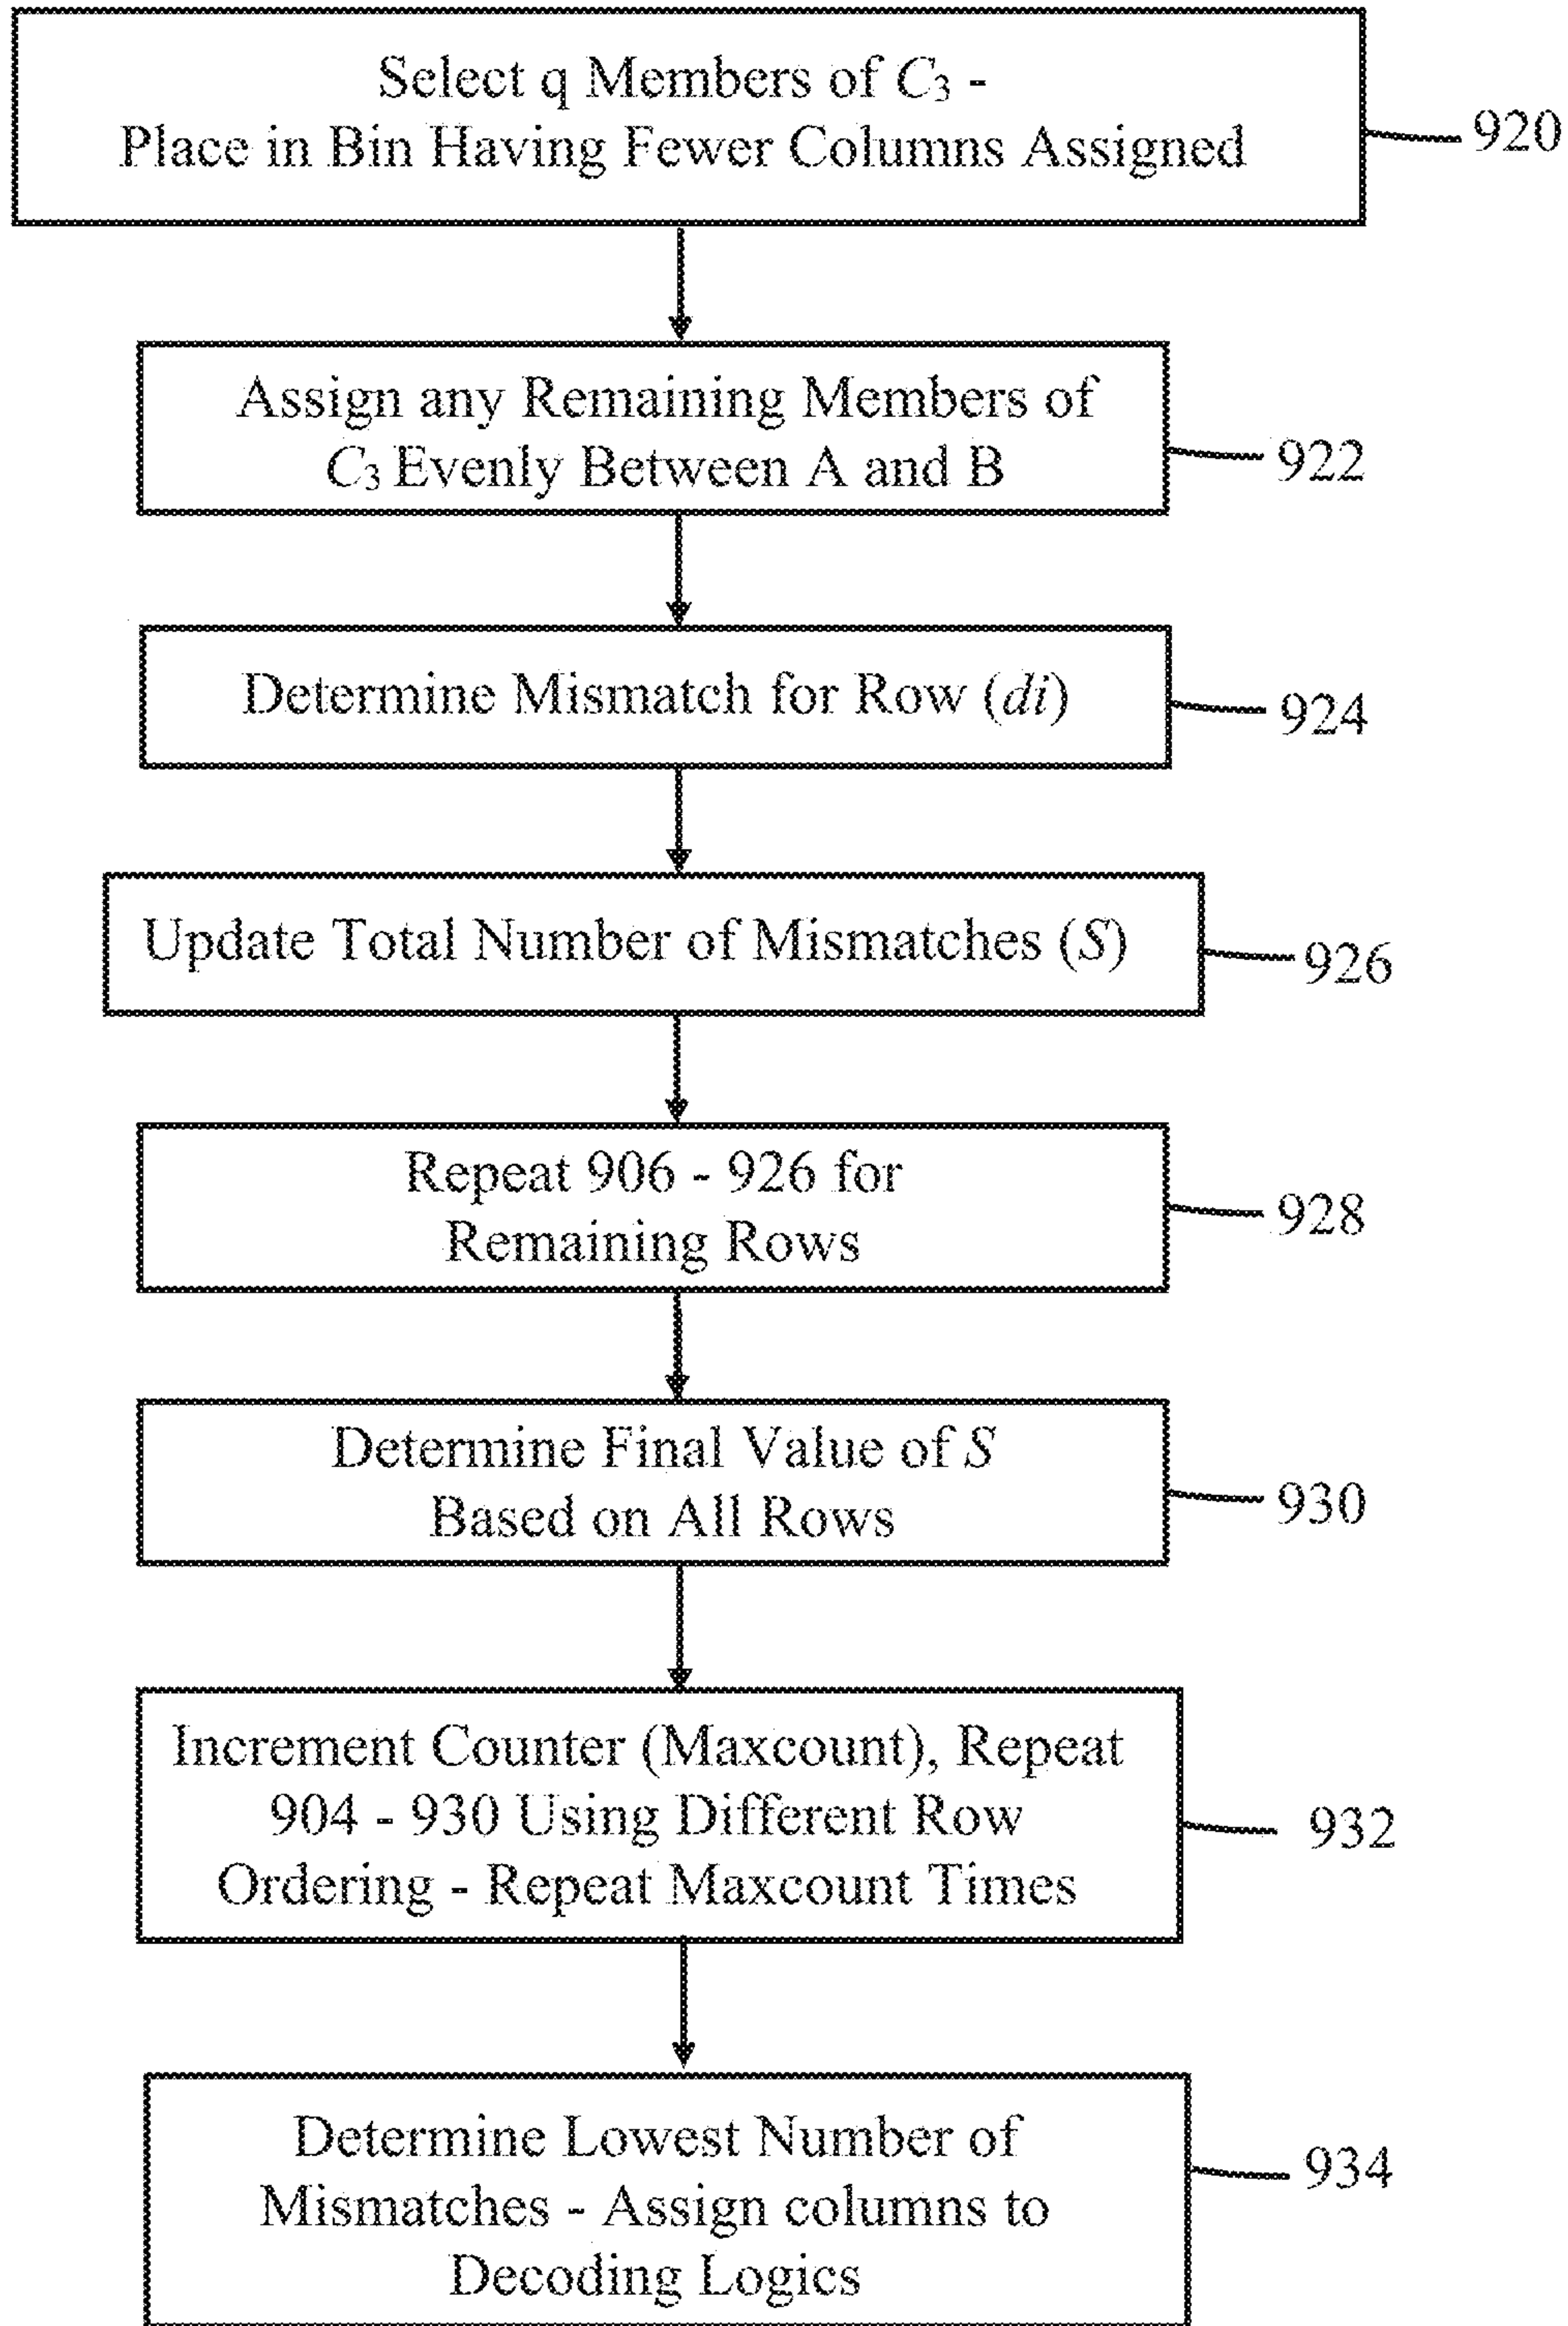 Select q Members of C3 -
Place in Bin Having Fewer Columns Assigned
920
Assign any Remaining Members of
C3 Evenly Between A and B
922
Determine Mismatch for Row (di)
924
Update Total Number of Mismatches (S)
926
Repeat 906 - 926 for
Remaining Rows
928
Determine Final Value of S
Based on All Rows
930
Increment Counter (Maxcount), Repeat
904 - 930 Using Different Row
Ordering - Repeat Maxcount Times
932
Determine Lowest Number of
Mismatches - Assign columns to
Decoding Logics
934